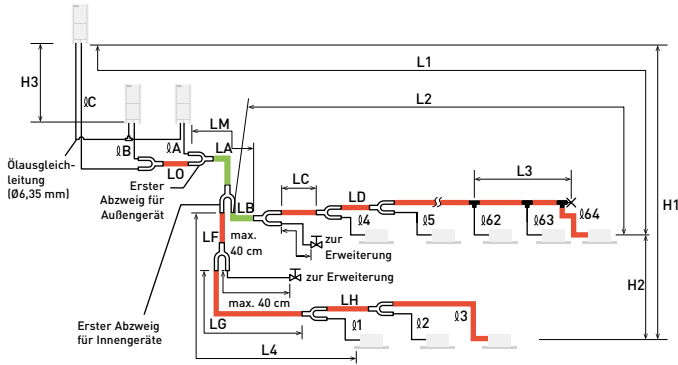 L1
H3
ℓC
L2
LM
ℓB
ℓA
LA
Ölausgleich-
leitung
(Ø6,35 mm)
LO
Erster
Abzweig für
Außengerät
LC
LD
L3
LB
ℓ4
ℓ5
ℓ62
ℓ63
ℓ64
H1
LF
max.
40 cm
zur
Erweiterung
zur Erweiterung
H2
max. 40 cm
LH
LG
Erster Abzweig
für Innengeräte
ℓ1
ℓ2
ℓ3
L4